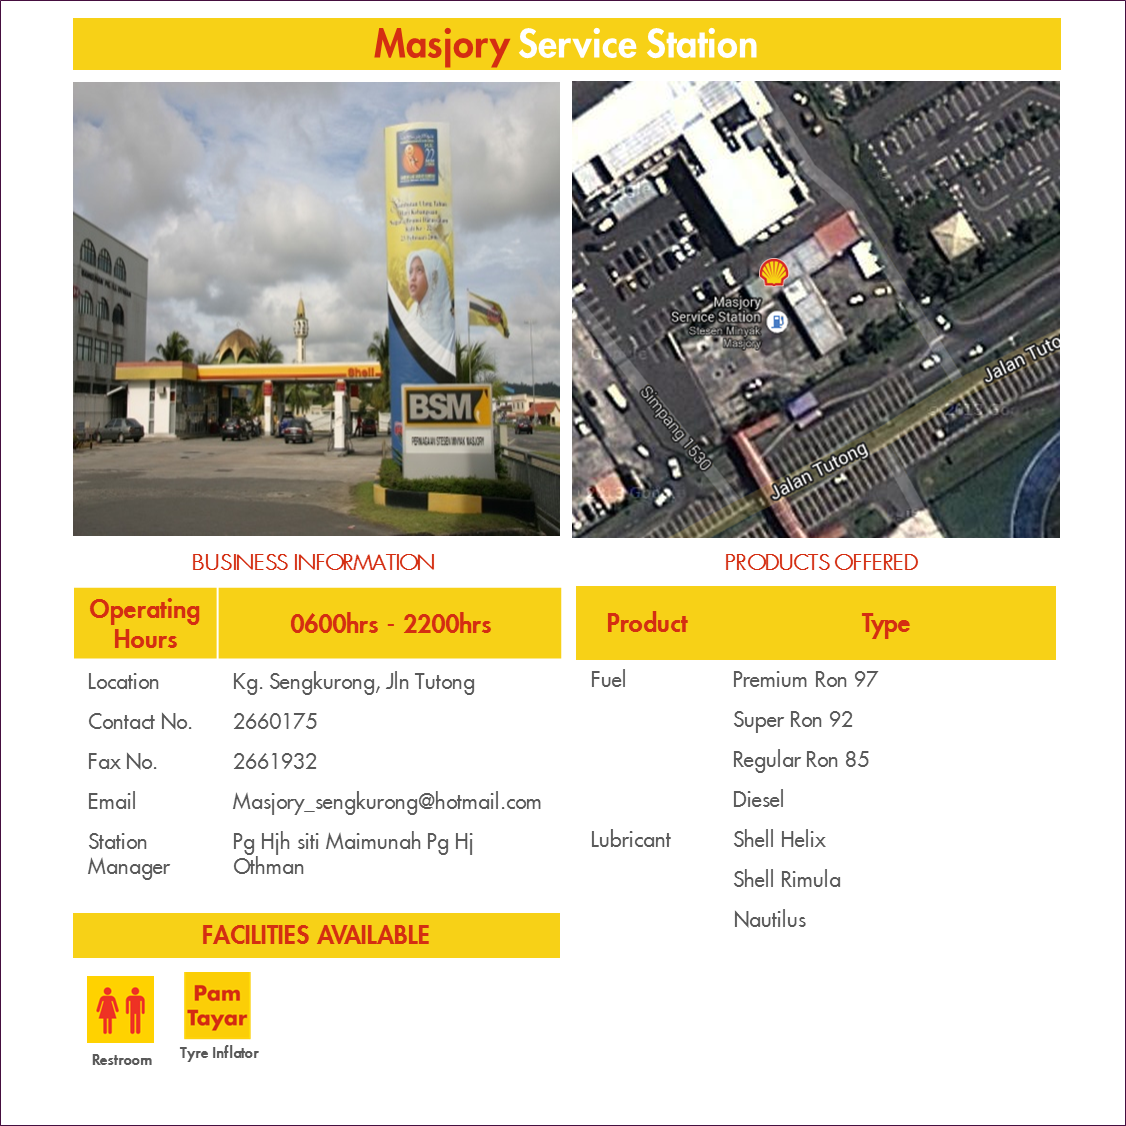 Masjory Service Station
Shell
BSM
PERNIAGAAN STESEN MINYAK MASJORY
Masjory
Service Station
Stesen Minyak
Masjory
Google
Simpang 1530
Jalan Tutong
Jalan Tuto
BUSINESS INFORMATION
Operating
Hours
0600hrs - 2200hrs
Location
Kg. Sengkurong, Jln Tutong
Contact No.
2660175
Fax No.
2661932
Email
Masjory_sengkurong@hotmail.com
Station
Manager
Pg Hjh siti Maimunah Pg Hj
Othman
FACILITIES AVAILABLE
Restroom
Pam
Tayar
Tyre Inflator
PRODUCTS OFFERED
Product
Type
Fuel
Premium Ron 97
Super Ron 92
Regular Ron 85
Diesel
Lubricant
Shell Helix
Shell Rimula
Nautilus